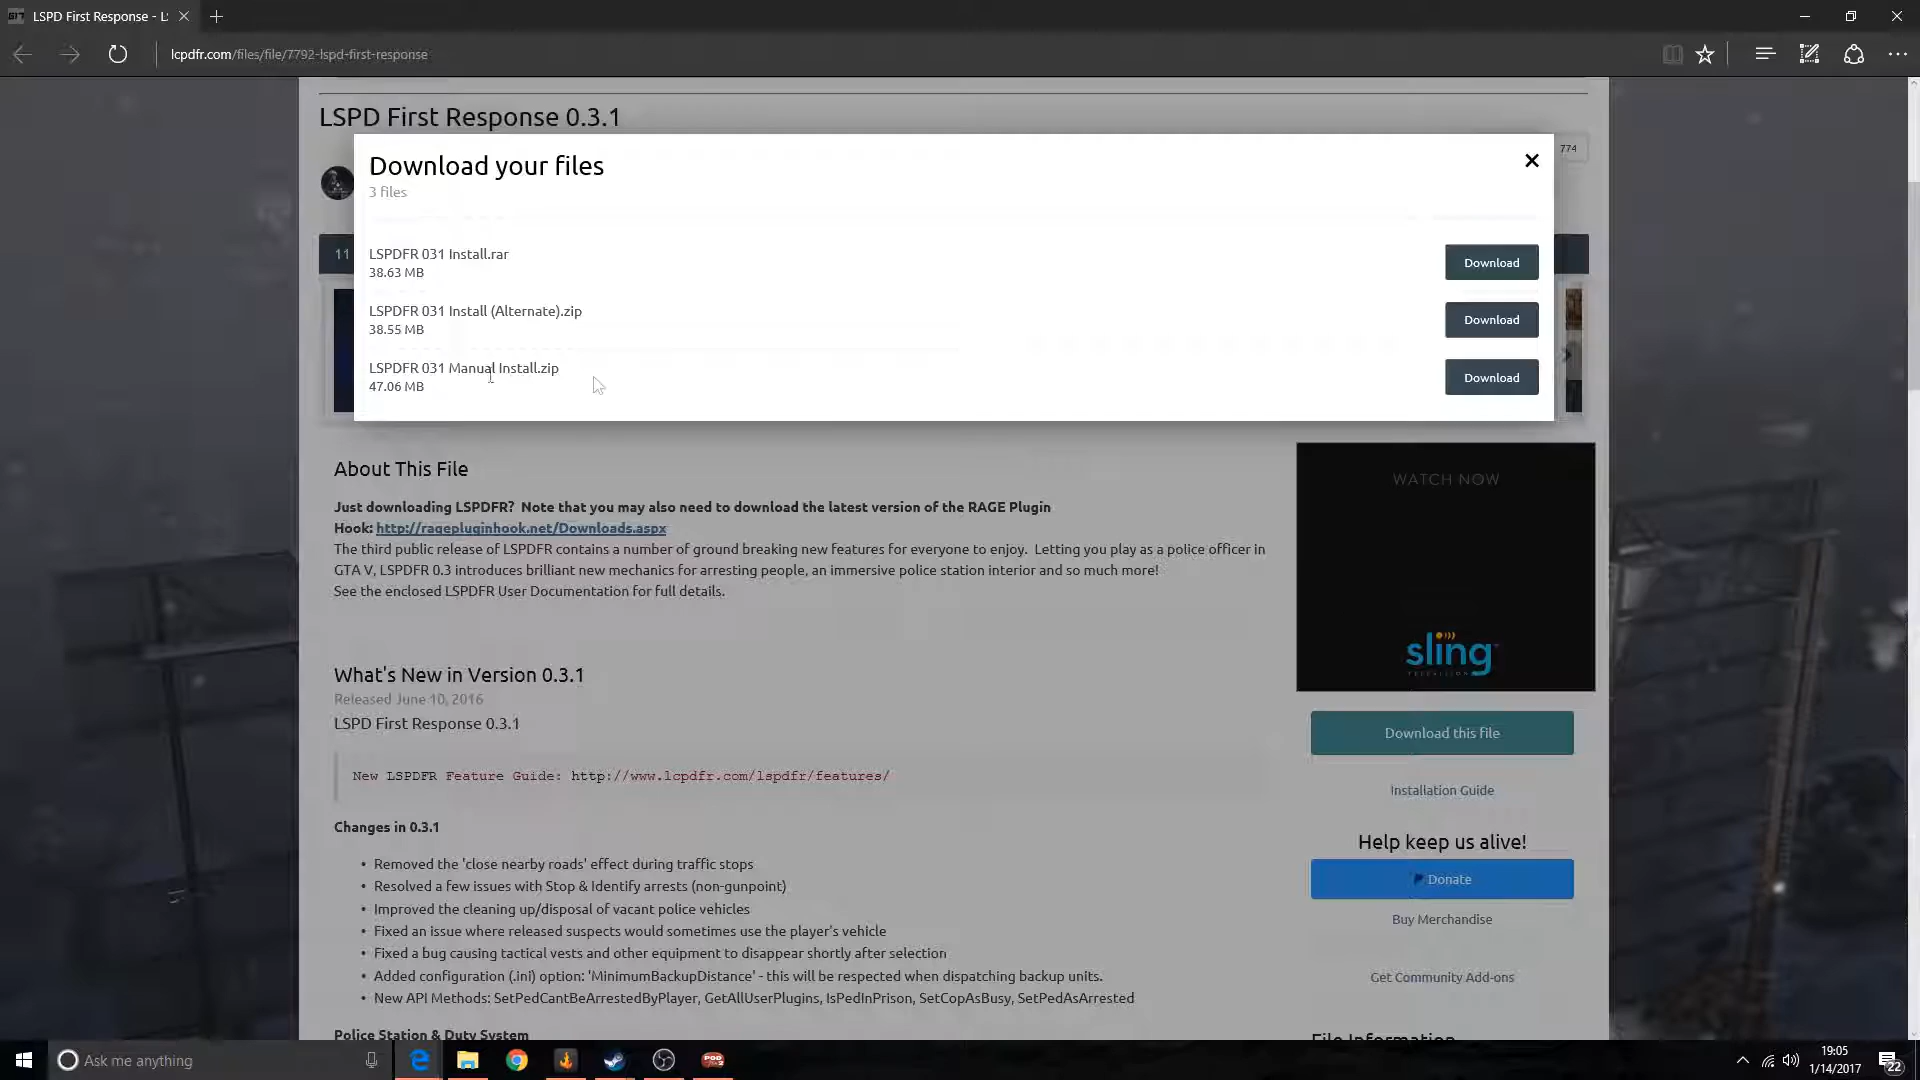 LSPD First Response - L
lcpdfr.com/files/file/7792-lspd-first-response
LSPD First Response 0.3.1
774
Download your files
3 files
11
LSPDFR 031 Install.rar
38.63 MB
Download
LSPDFR 031 Install (Alternate).zip
38.55 MB
Download
LSPDFR 031 Manual Install.zip
47.06 MB
Download
About This File
Just downloading LSPDFR? Note that you may also need to download the latest version of the RAGE Plugin
Hook: http://ragepluginhook.net/Downloads.aspx
The third public release of LSPDFR contains a number of ground breaking new features for everyone to enjoy. Letting you play as a police officer in
GTA V, LSPDFR 0.3 introduces brilliant new mechanics for arresting people, an immersive police station interior and so much more!
See the enclosed LSPDFR User Documentation for full details.
What's New in Version 0.3.1
Released June 10, 2016
LSPD First Response 0.3.1
New LSPDFR Feature Guide: http://www.lcpdfr.com/lspdfr/features/
Changes in 0.3.1
• Removed the 'close nearby roads' effect during traffic stops
• Resolved a few issues with Stop & Identify arrests (non-gunpoint)
• Improved the cleaning up/disposal of vacant police vehicles
• Fixed an issue where released suspects would sometimes use the player's vehicle
• Fixed a bug causing tactical vests and other equipment to disappear shortly after selection
• Added configuration (.ini) option: 'MinimumBackupDistance' - this will be respected when dispatching backup units.
• New API Methods: SetPedCantBeArrestedByPlayer, GetAllUserPlugins, IsPedInPrison, SetCopAsBusy, SetPedAsArrested
Police Station & Duty System
WATCH NOW
sling
TELEVISION
Download this file
Installation Guide
Help keep us alive!
Donate
Buy Merchandise
Get Community Add-ons
File Information
Ask me anything
19:05
1/14/2017
22